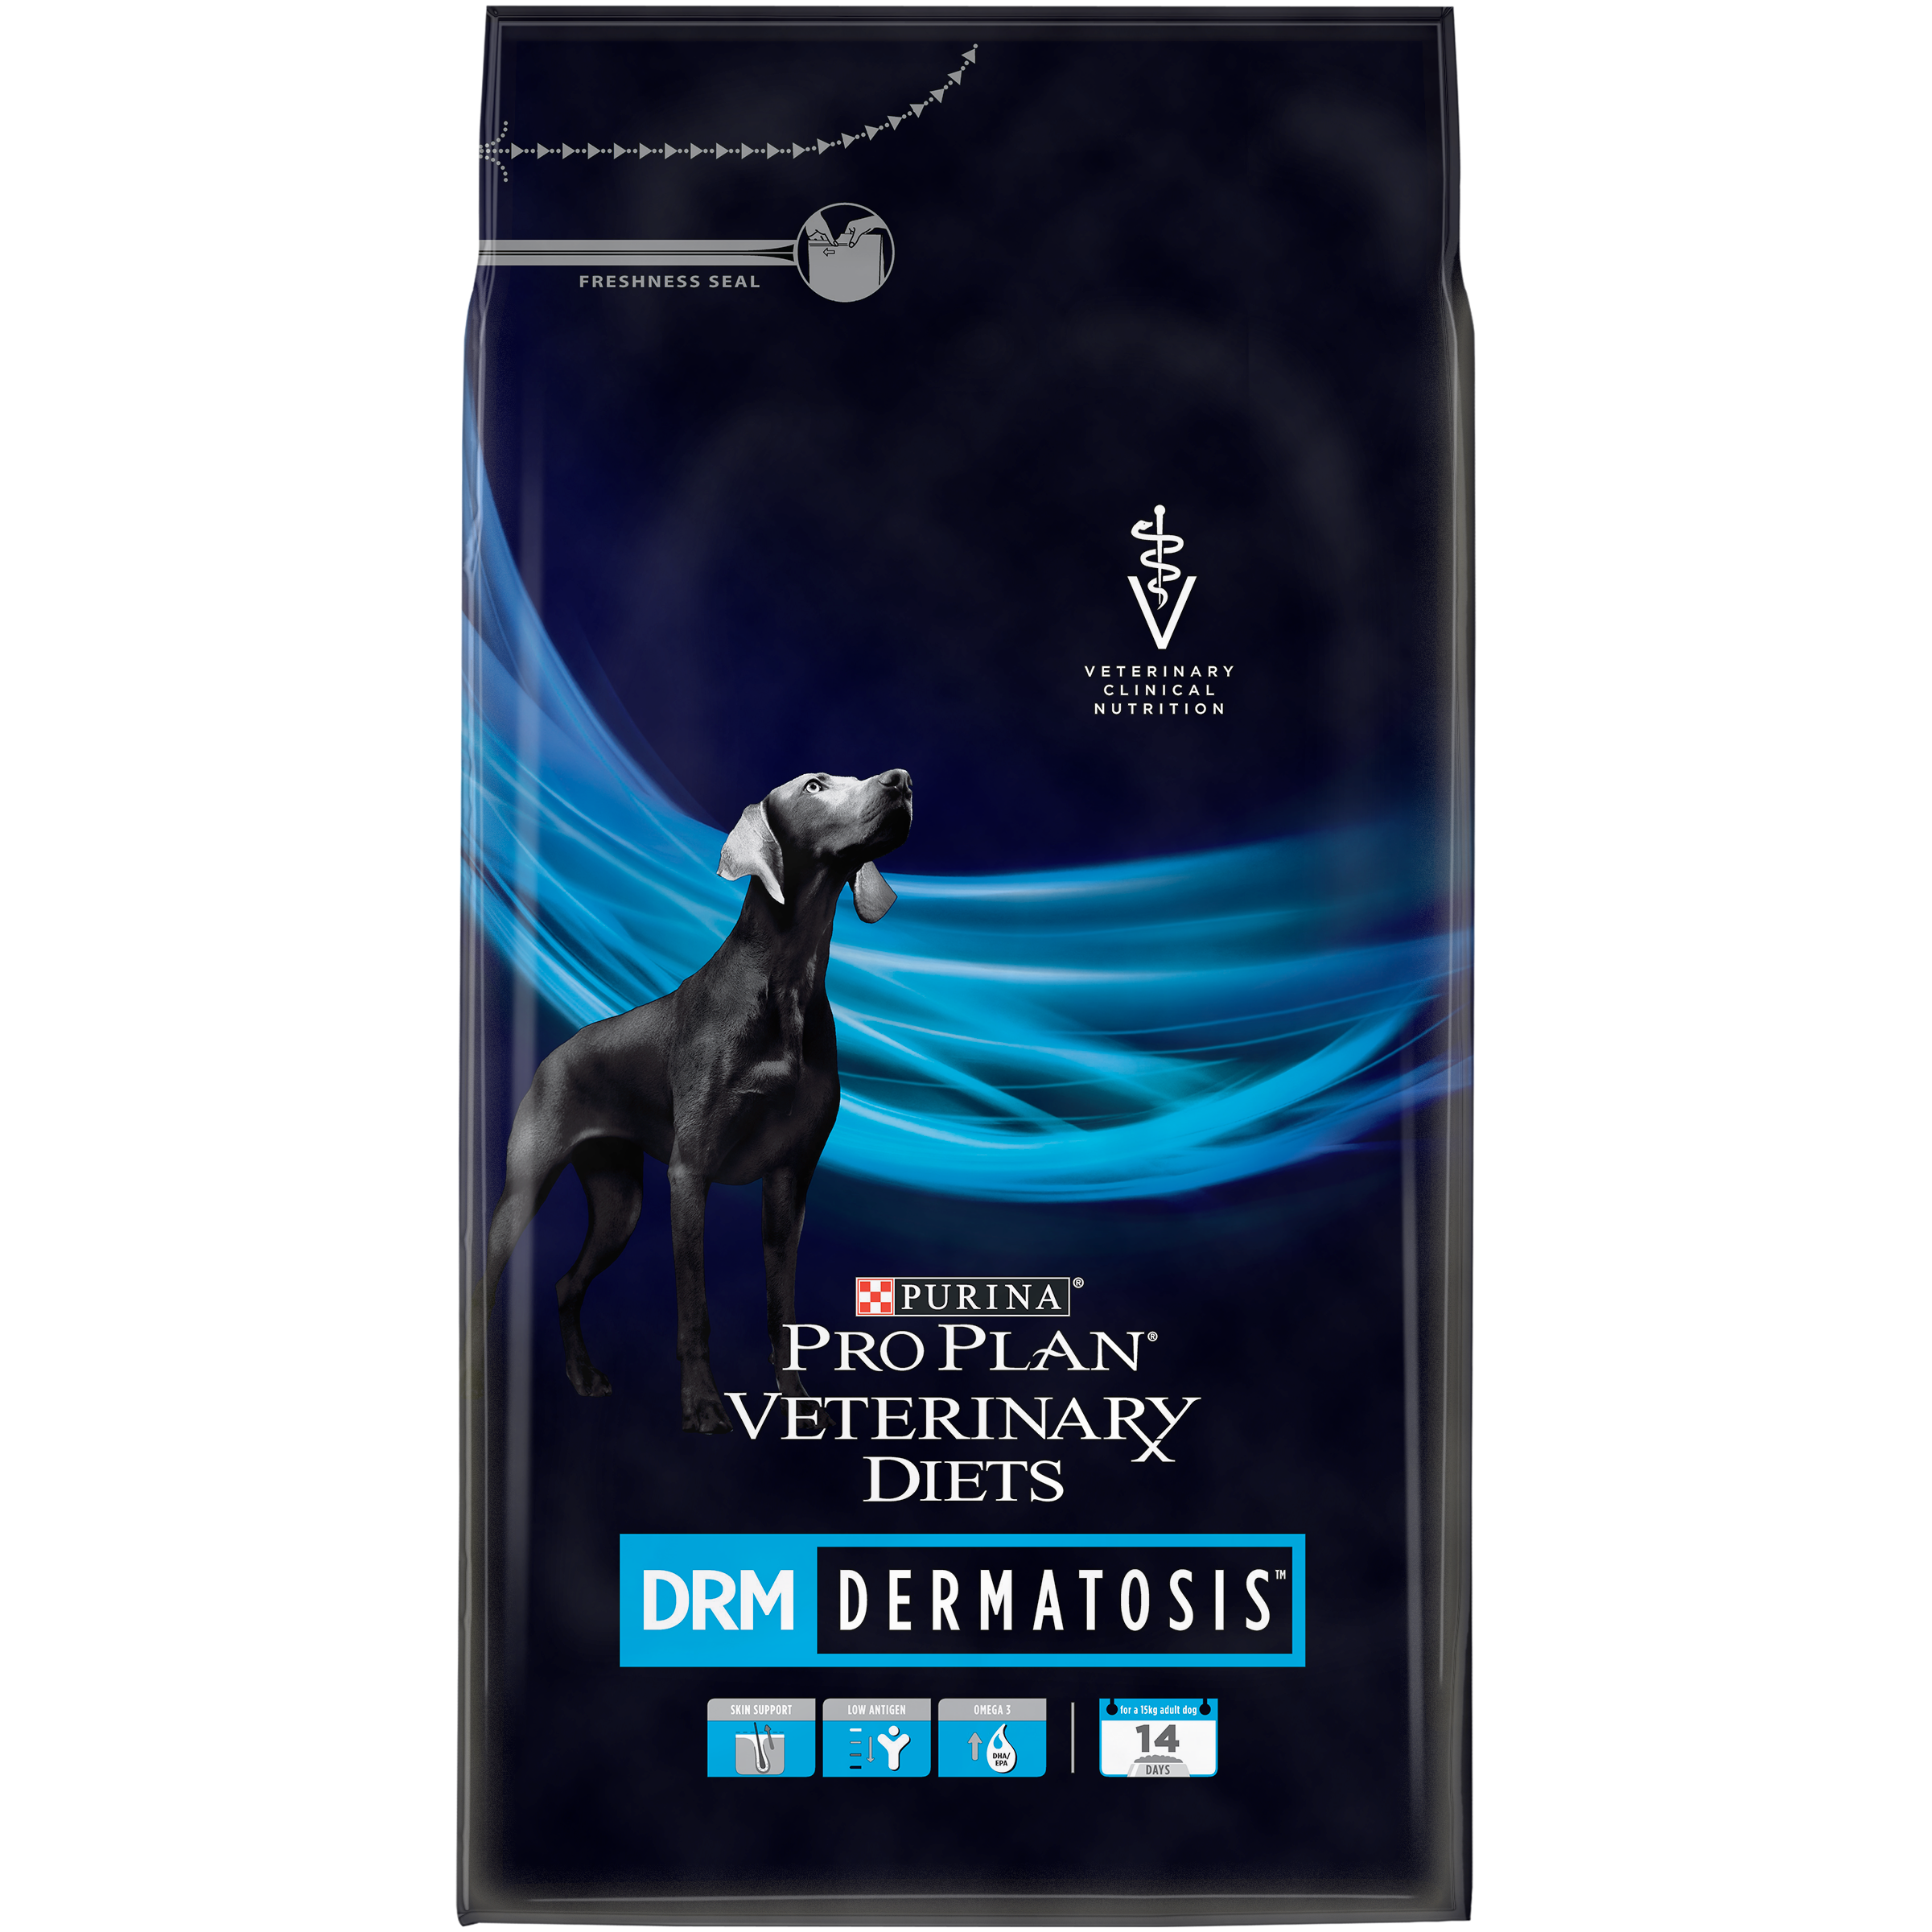 FRESHNESS SEAL
V
VETERINARY
CLINICAL
NUTRITION
PURINA®
PRO PLAN®
VETERINARY
DIETS
DRM DERMATOSIS™
SKIN SUPPORT
LOW ANTIGEN
OMEGA 3
DHA/
EPA
for a 15kg adult dog
14
DAYS